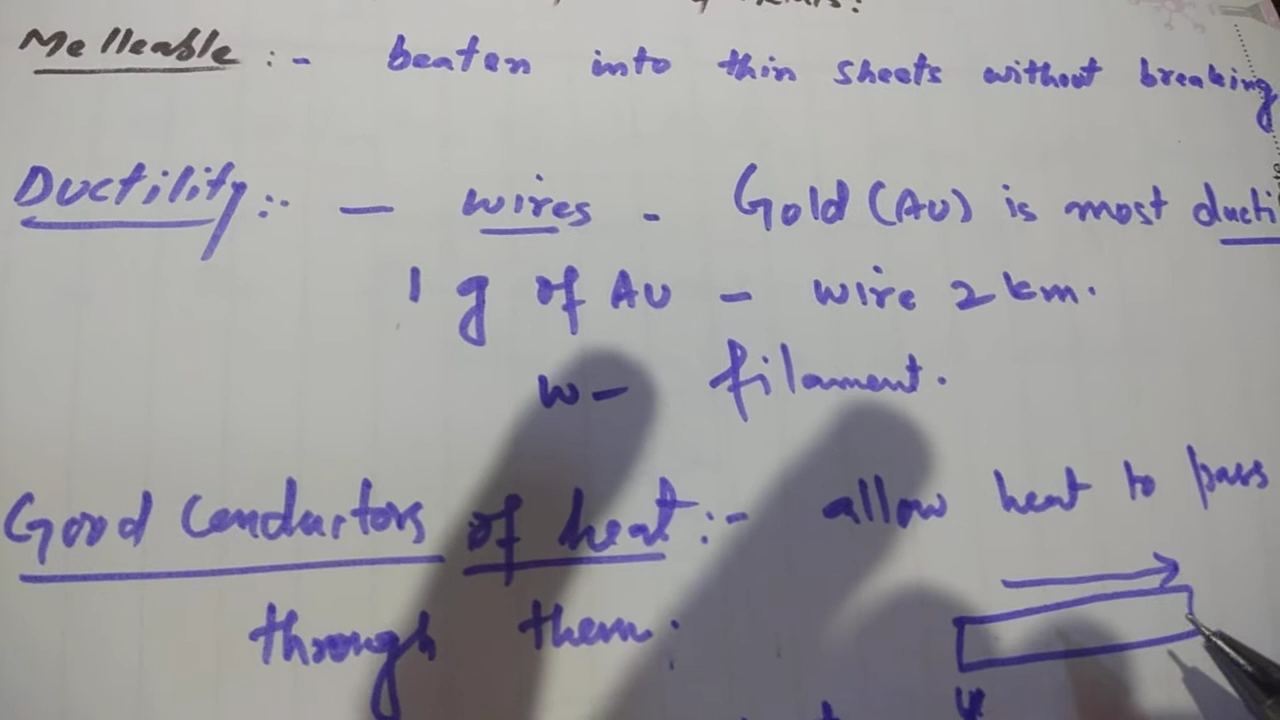 Melleable :- beaten into thin sheets without breaking
Ductility :- — wires - Gold (AU) is most ducti
1 g of AU - wire 2 km.
W - filament.
Good Conductors of heat :- allow heat to pass
through them.